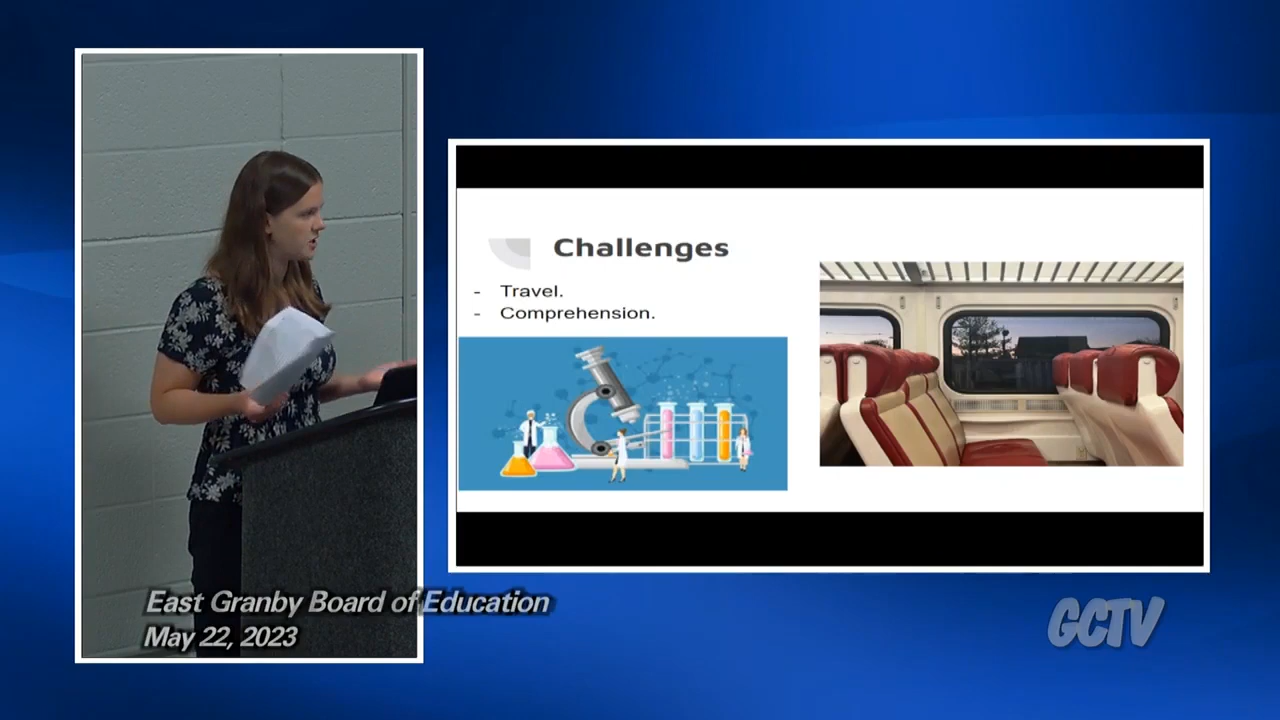 Challenges
- Travel.
- Comprehension.
East Granby Board of Education
May 22, 2023
GCTV